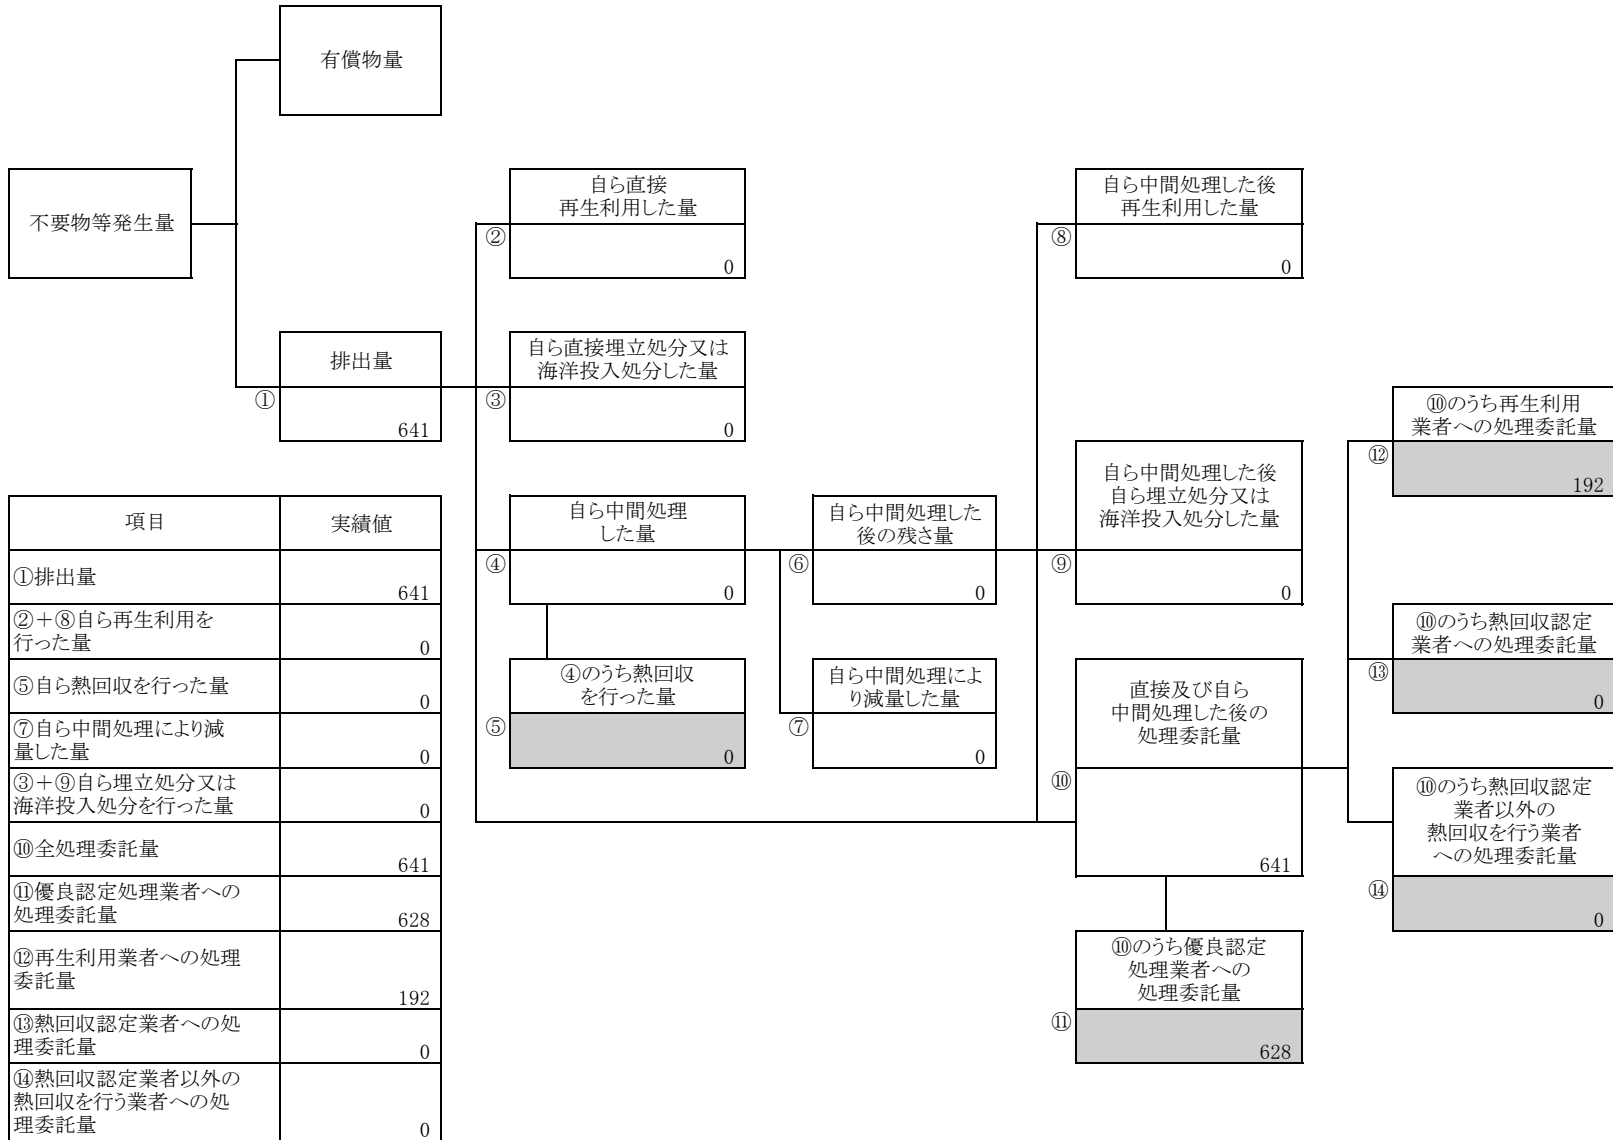 有償物量
不要物等発生量
自ら直接
再生利用した量
②
0
自ら中間処理した後
再生利用した量
⑧
0
排出量
①
641
自ら直接埋立処分又は
海洋投入処分した量
③
0
⑩のうち再生利用
業者への処理委託量
⑫
192
自ら中間処理
した量
④
0
自ら中間処理した
後の残さ量
⑥
0
自ら中間処理した後
自ら埋立処分又は
海洋投入処分した量
⑨
0
⑩のうち熱回収認定
業者への処理委託量
⑬
0
④のうち熱回収
を行った量
⑤
0
自ら中間処理によ
り減量した量
⑦
0
直接及び自ら
中間処理した後の
処理委託量
⑩
641
⑩のうち熱回収認定
業者以外の
熱回収を行う業者
への処理委託量
⑭
0
⑩のうち優良認定
処理業者への
処理委託量
⑪
628
項目 実績値
①排出量
641
②+⑧自ら再生利用を
行った量 0
⑤自ら熱回収を行った量
0
⑦自ら中間処理により減
量した量 0
③+⑨自ら埋立処分又は
海洋投入処分を行った量 0
⑩全処理委託量
641
⑪優良認定処理業者への
処理委託量 628
⑫再生利用業者への処理
委託量
192
⑬熱回収認定業者への処
理委託量 0
⑭熱回収認定業者以外の
熱回収を行う業者への処
理委託量 0